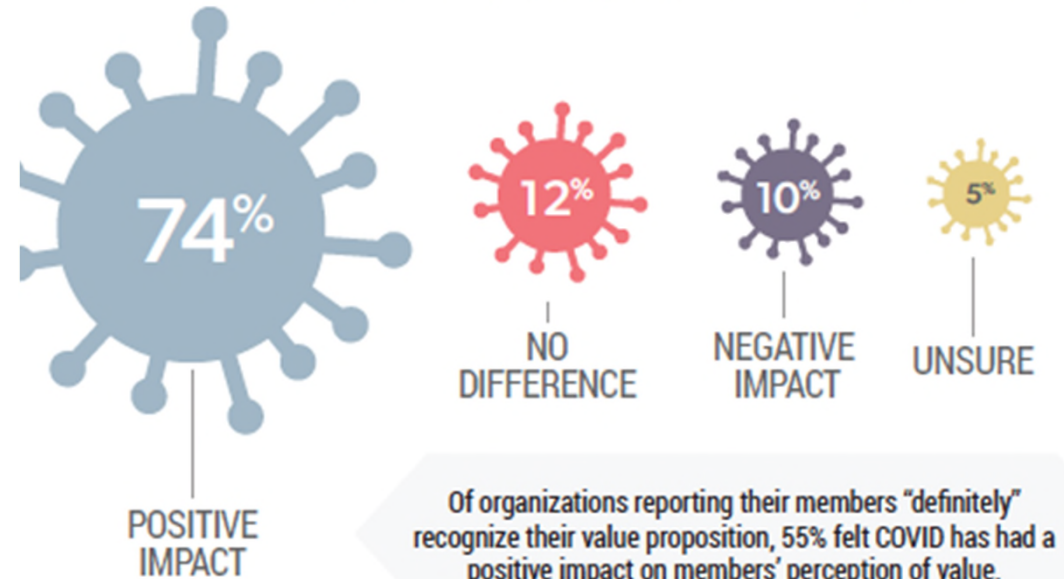 74%
12%
10%
5%
NO
DIFFERENCE
NEGATIVE
IMPACT
UNSURE
POSITIVE
IMPACT
Of organizations reporting their members “definitely”
recognize their value proposition, 55% felt COVID has had a
positive impact on members’ perception of value.